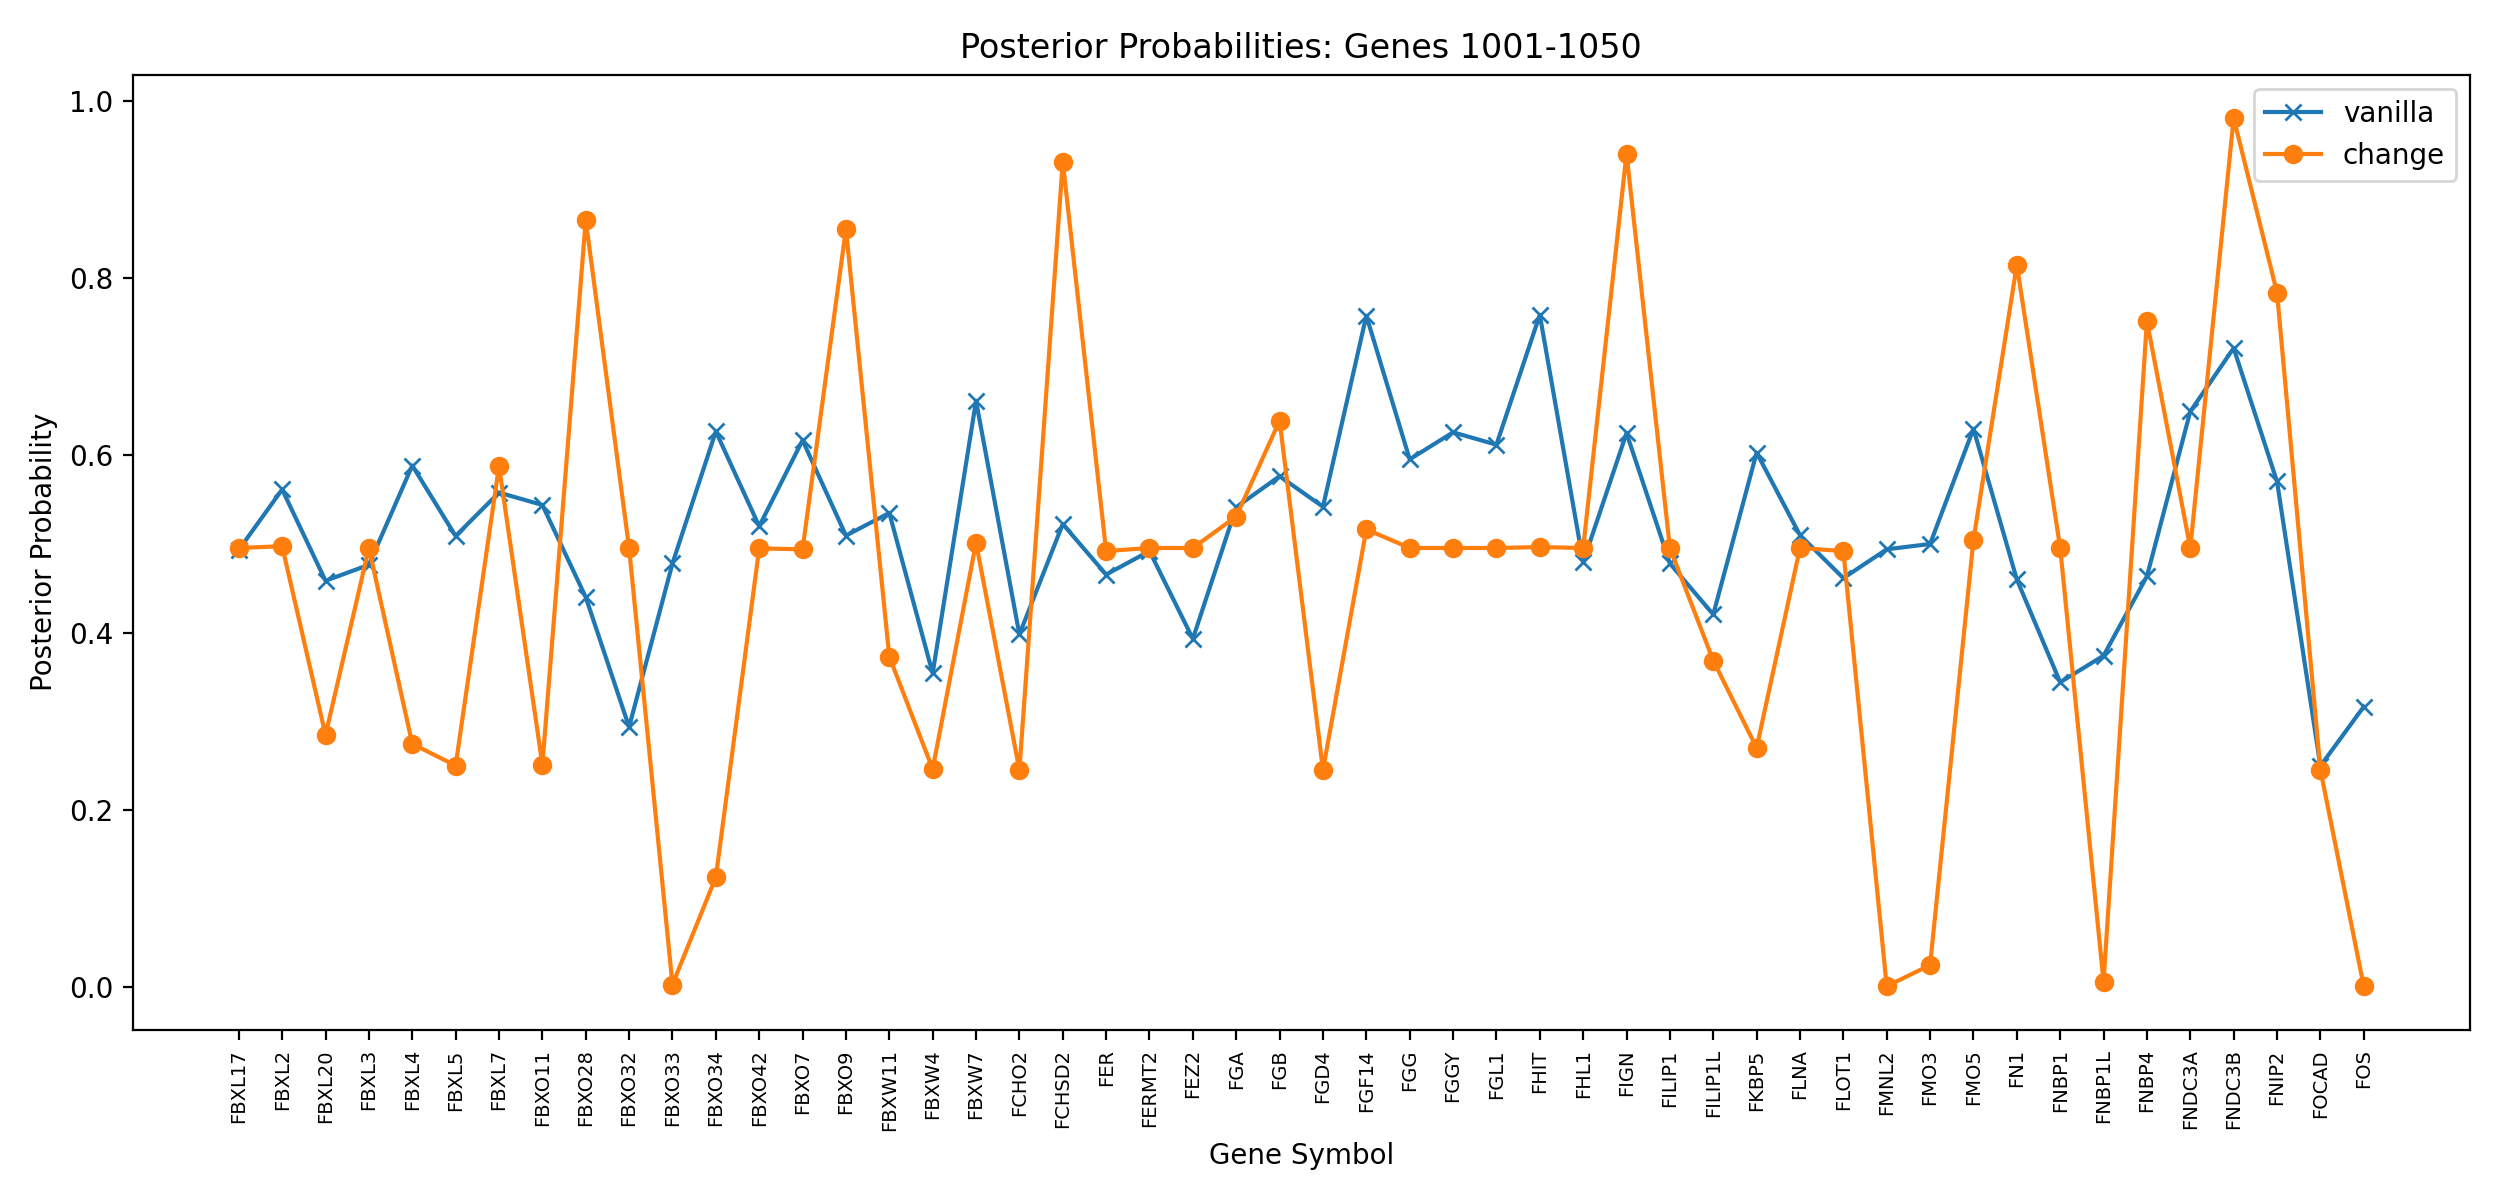 Posterior Probabilities: Genes 1001-1050
1.0
0.8
0.6
0.4
0.2
0.0
Posterior Probability
vanilla
change
FBXL17
FBXL2
FBXL20
FBXL3
FBXL4
FBXL5
FBXL7
FBXO11
FBXO28
FBXO32
FBXO33
FBXO34
FBXO42
FBXO7
FBXO9
FBXW11
FBXW4
FBXW7
FCHO2
FCHSD2
FER
FERMT2
FEZ2
FGA
FGB
FGD4
FGF14
FGG
FGGY
FGL1
FHIT
FHL1
FIGN
FILIP1
FILIP1L
FKBP5
FLNA
FLOT1
FMNL2
FMO3
FMO5
FN1
FNBP1
FNBP1L
FNBP4
FNDC3A
FNDC3B
FNIP2
FOCAD
FOS
Gene Symbol